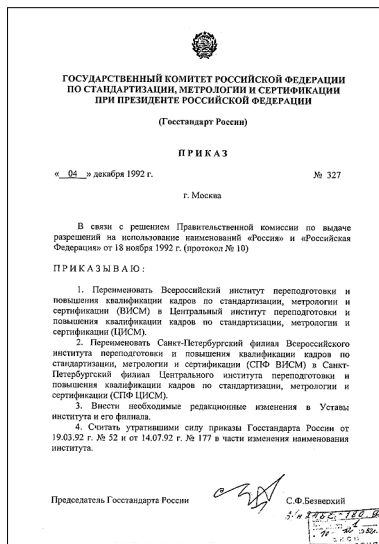 ГОСУДАРСТВЕННЫЙ КОМИТЕТ РОССИЙСКОЙ ФЕДЕРАЦИИ
ПО СТАНДАРТИЗАЦИИ, МЕТРОЛОГИИ И СЕРТИФИКАЦИИ
ПРИ ПРЕЗИДЕНТЕ РОССИЙСКОЙ ФЕДЕРАЦИИ
(Госстандарт России)
ПРИКАЗ
« 04 » декабря 1992 г. № 327
г. Москва
В связи с решением Правительственной комиссии по выдаче
разрешений на использование наименований «Россия» и «Российская
Федерация» от 18 ноября 1992 г. (протокол № 10)
ПРИКАЗЫВАЮ:
1. Переименовать Всероссийский институт переподготовки и
повышения квалификации кадров по стандартизации, метрологии и
сертификации (ВИСМ) в Центральный институт переподготовки и
повышения квалификации кадров по стандартизации, метрологии и
сертификации (ЦИСМ).
2. Переименовать Санкт-Петербургский филиал Всероссийского
института переподготовки и повышения квалификации кадров по
стандартизации, метрологии и сертификации (СПФ ВИСМ) в Санкт-
Петербургский филиал Центрального института переподготовки и
повышения квалификации кадров по стандартизации, метрологии и
сертификации (СПФ ЦИСМ).
3. Внести необходимые редакционные изменения в Уставы
института и его филиала.
4. Считать утратившими силу приказы Госстандарта России от
19.03.92 г. № 52 и от 14.07.92 г. № 177 в части изменения наименования
института.
Председатель Госстандарта России С.Ф.Безверхий